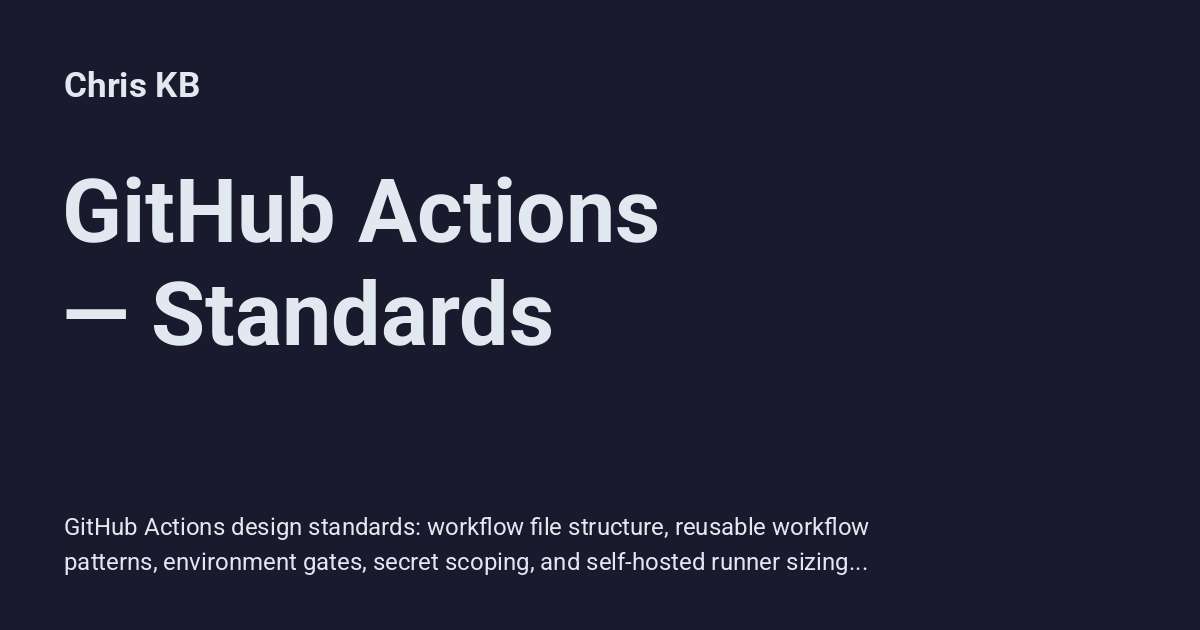 Chris KB
GitHub Actions
— Standards
GitHub Actions design standards: workflow file structure, reusable workflow
patterns, environment gates, secret scoping, and self-hosted runner sizing...